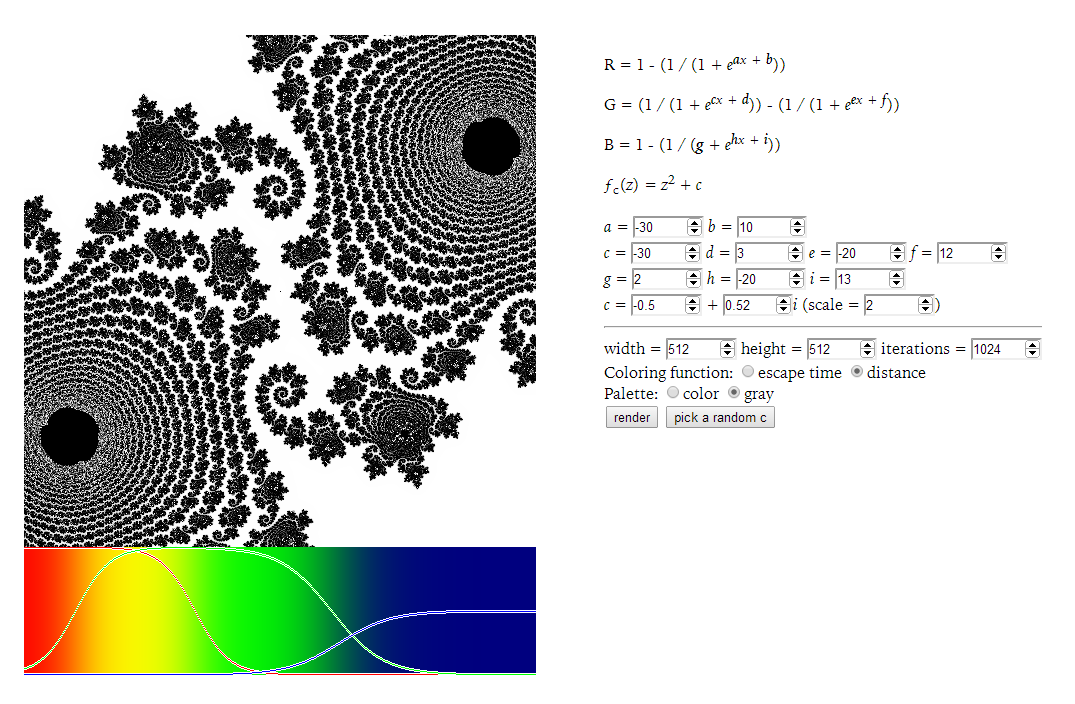 R = 1 - (1 / (1 + e^ax + b))
G = (1 / (1 + e^cx + d)) - (1 / (1 + e^ex + f))
B = 1 - (1 / (g + e^hx + i))
f_c(z) = z² + c
a = -30 b = 10
c = -30 d = 3 e = -20 f = 12
g = 2 h = -20 i = 13
c = -0.5 + 0.52 i (scale = 2 )
width = 512 height = 512 iterations = 1024
Coloring function: escape time distance
Palette: color gray
render pick a random c